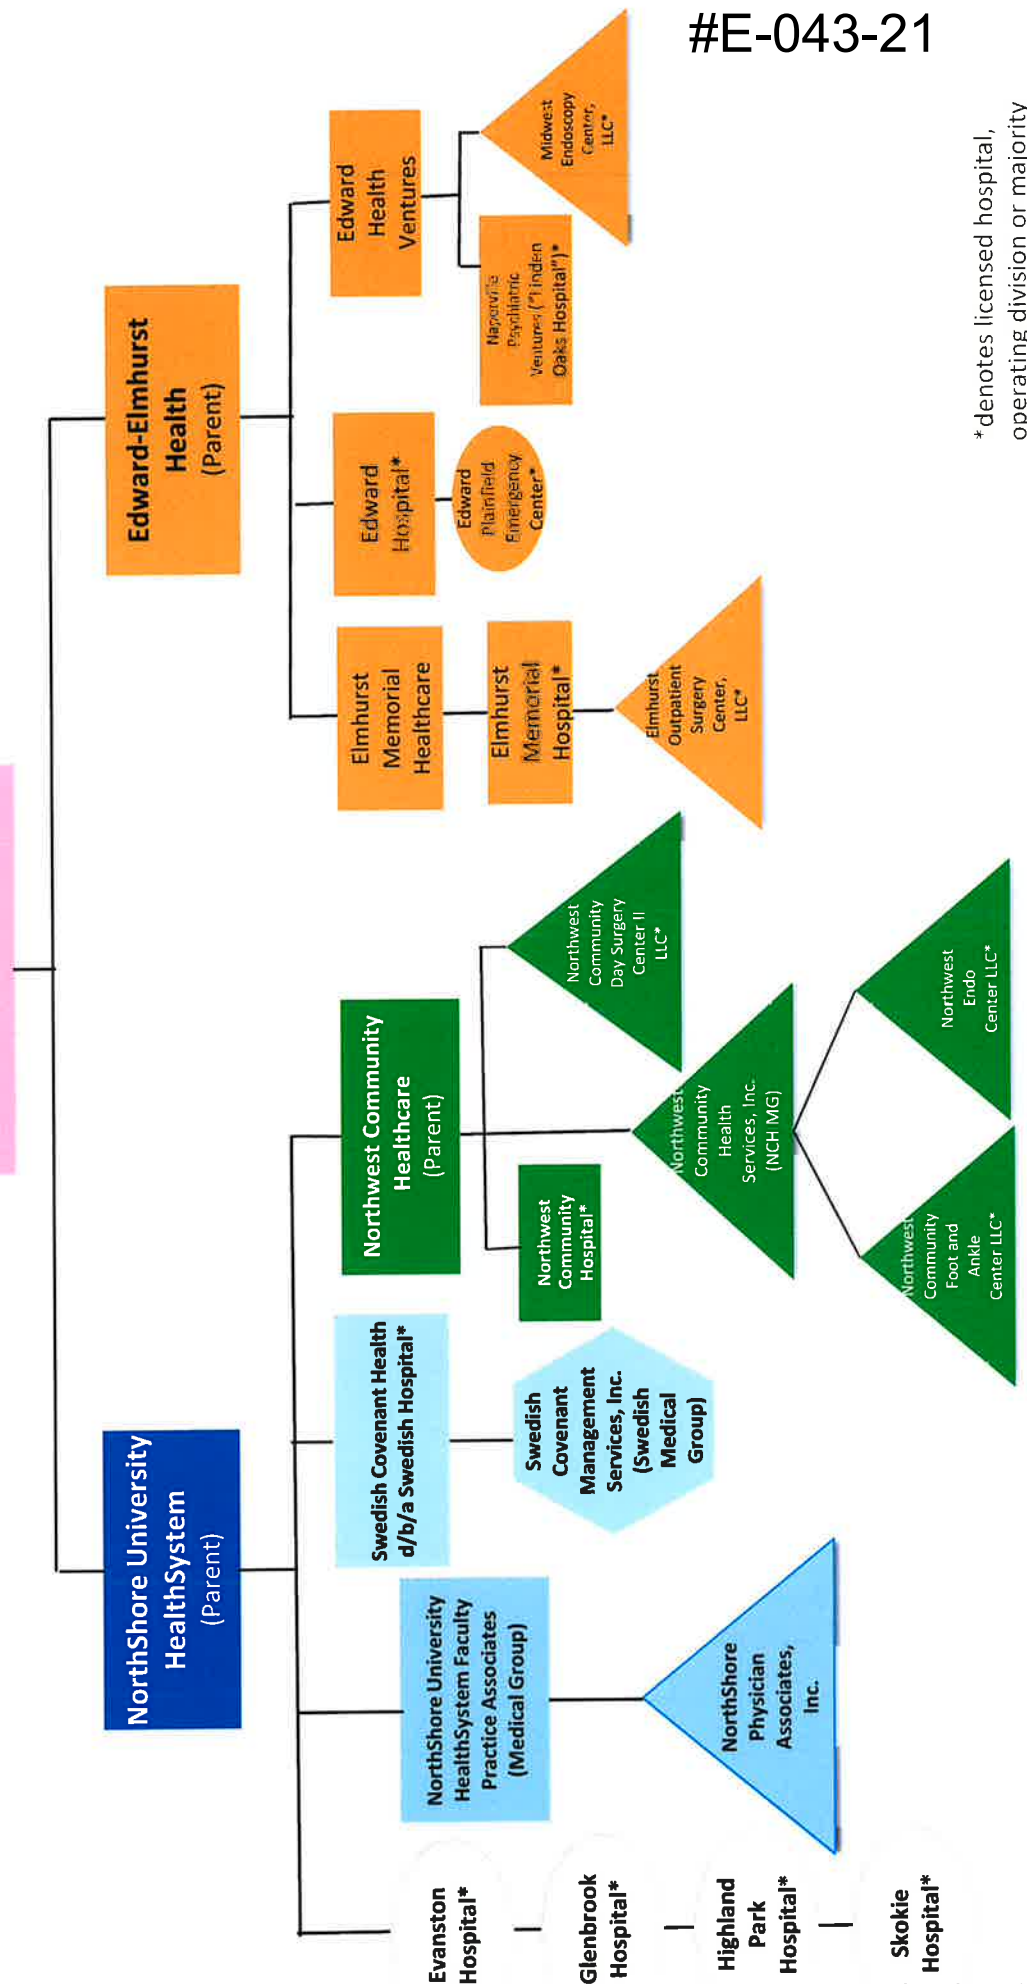 #E-043-21
NorthShore University
HealthSystem
(Parent)
Edward-Elmhurst
Health
(Parent)
Evanston
Hospital*
Glenbrook
Hospital*
Highland
Park
Hospital*
Skokie
Hospital*
NorthShore University
HealthSystem Faculty
Practice Associates
(Medical Group)
NorthShore
Physician
Associates,
Inc.
Swedish Covenant Health
d/b/a Swedish Hospital*
Swedish
Covenant
Management
Services, Inc.
(Swedish
Medical
Group)
Northwest Community
Healthcare
(Parent)
Northwest
Community
Hospital*
Northwest
Community
Day Surgery
Center II
LLC*
Northwest
Community
Health
Services, Inc.
(NCH MG)
Northwest
Community
Foot and
Ankle
Center LLC*
Northwest
Endo
Center LLC*
Elmhurst
Memorial
Healthcare
Elmhurst
Memorial
Hospital*
Elmhurst
Outpatient
Surgery
Center,
LLC*
Edward
Hospital*
Edward
Plainfield
Emergency
Center*
Edward
Health
Ventures
Naperville
Psychiatric
Ventures ("Linden
Oaks Hospital")*
Midwest
Endoscopy
Center,
LLC*
*denotes licensed hospital,
operating division or majority